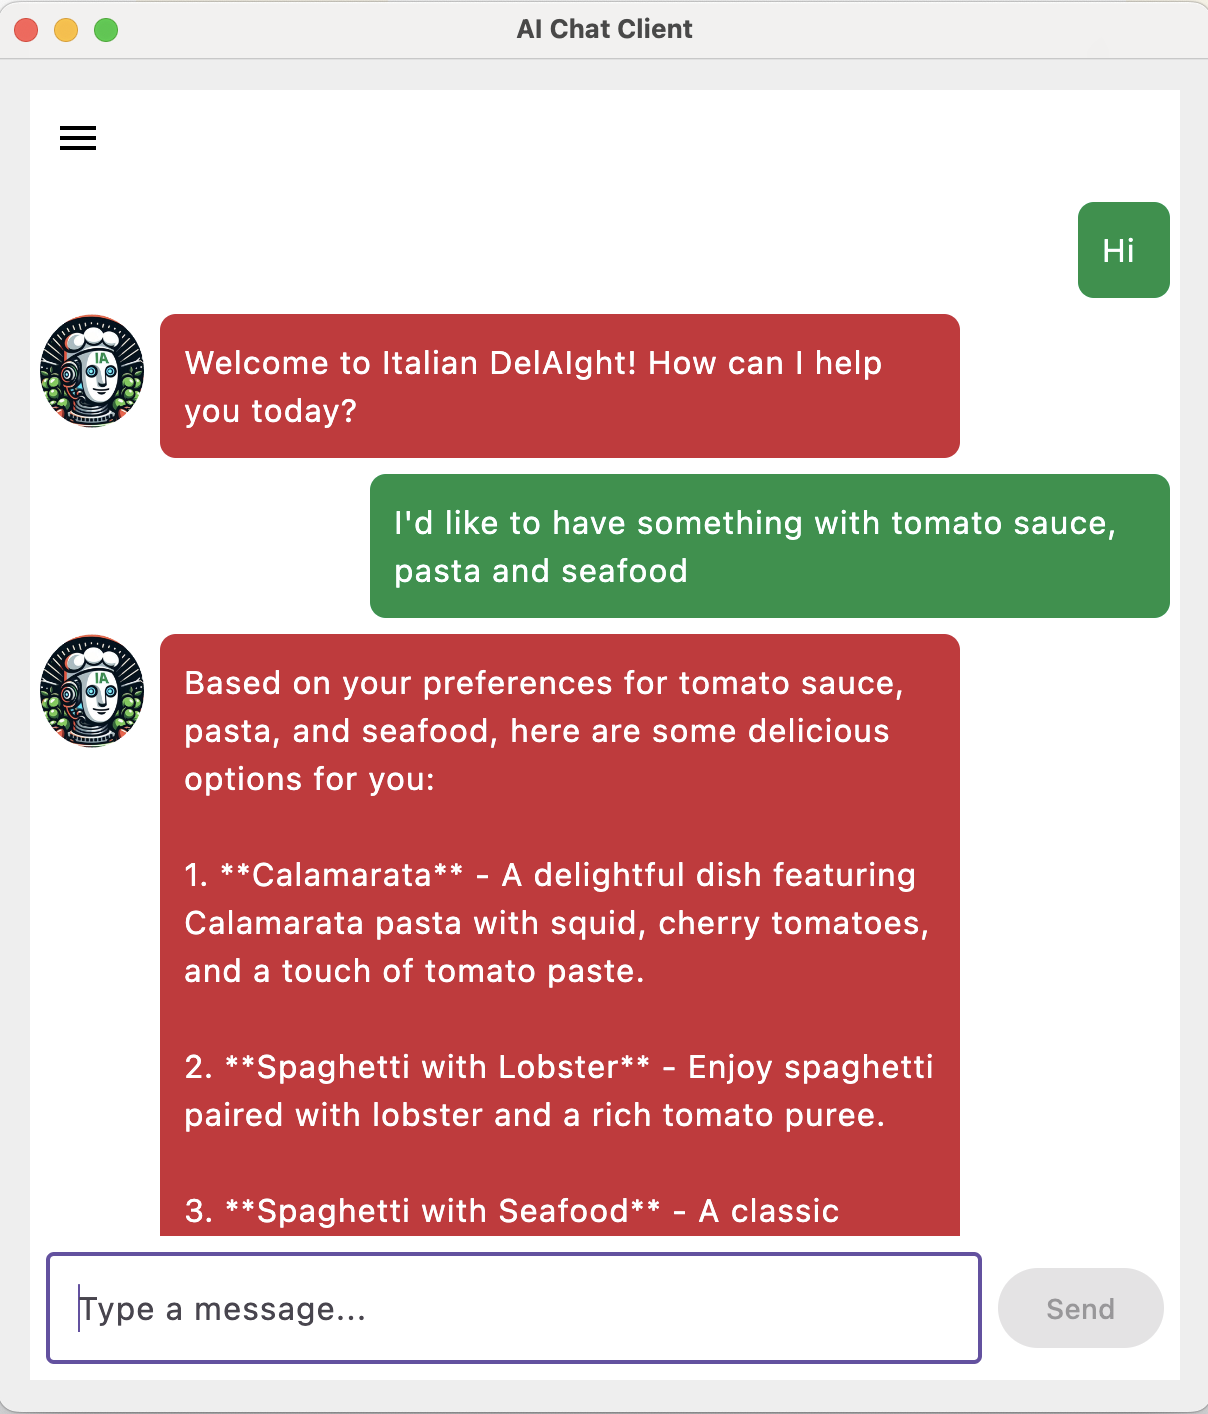 AI Chat Client
Hi
IA
Welcome to Italian DelAIght! How can I help
you today?
I'd like to have something with tomato sauce,
pasta and seafood
IA
Based on your preferences for tomato sauce,
pasta, and seafood, here are some delicious
options for you:
1. **Calamarata** - A delightful dish featuring
Calamarata pasta with squid, cherry tomatoes,
and a touch of tomato paste.
2. **Spaghetti with Lobster** - Enjoy spaghetti
paired with lobster and a rich tomato puree.
3. **Spaghetti with Seafood** - A classic
Type a message...
Send